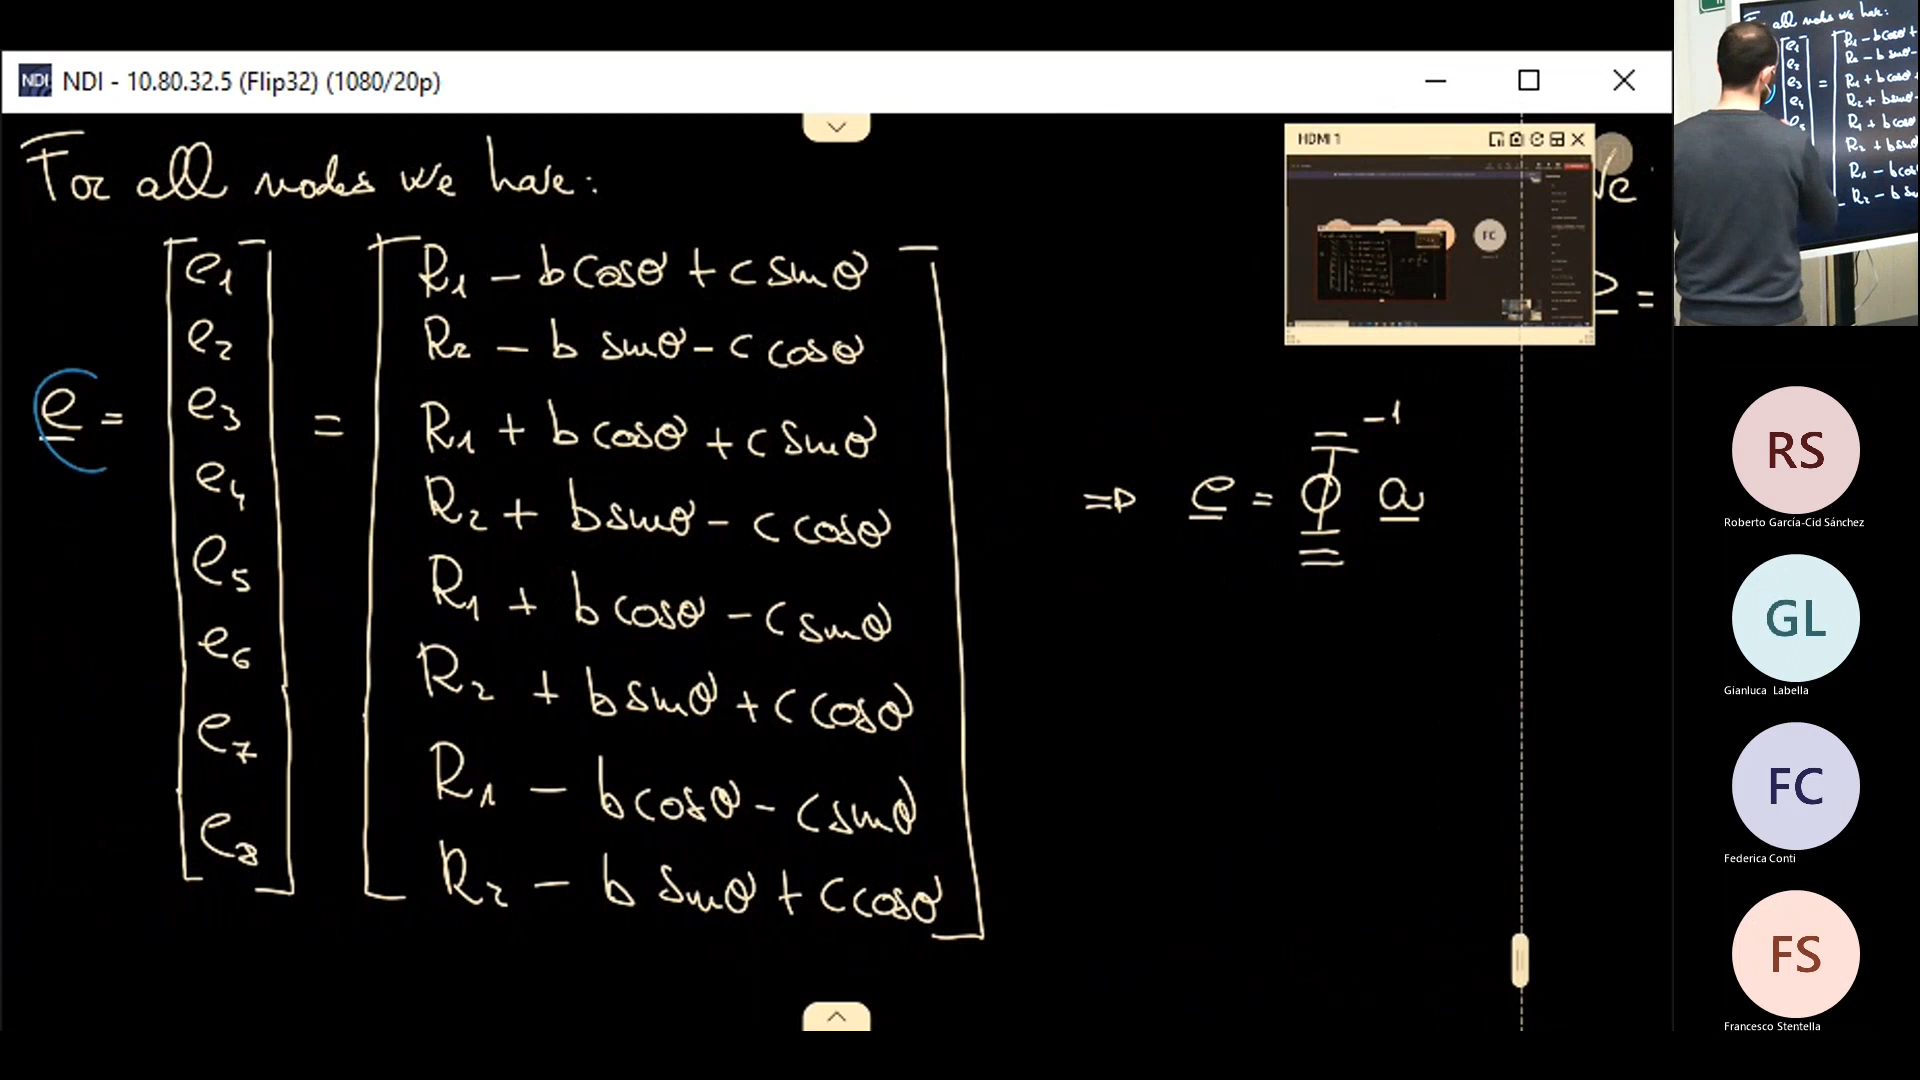 NDI - 10.80.32.5 (Flip32) (1080/20p)
For all nodes we have:
e = [e1 e2 e3 e4 e5 e6 e7 e8] =
R1 - b cosθ + c sinθ
R2 - b sinθ - c cosθ
R1 + b cosθ + c sinθ
R2 + b sinθ - c cosθ
R1 + b cosθ - c sinθ
R2 + b sinθ + c cosθ
R1 - b cosθ - c sinθ
R2 - b sinθ + c cosθ
⇒ e = Φ⁻¹ a
HDMI 1
FC
=
RS
Roberto García-Cid Sánchez
GL
Gianluca Labella
FC
Federica Conti
FS
Francesco Stentella